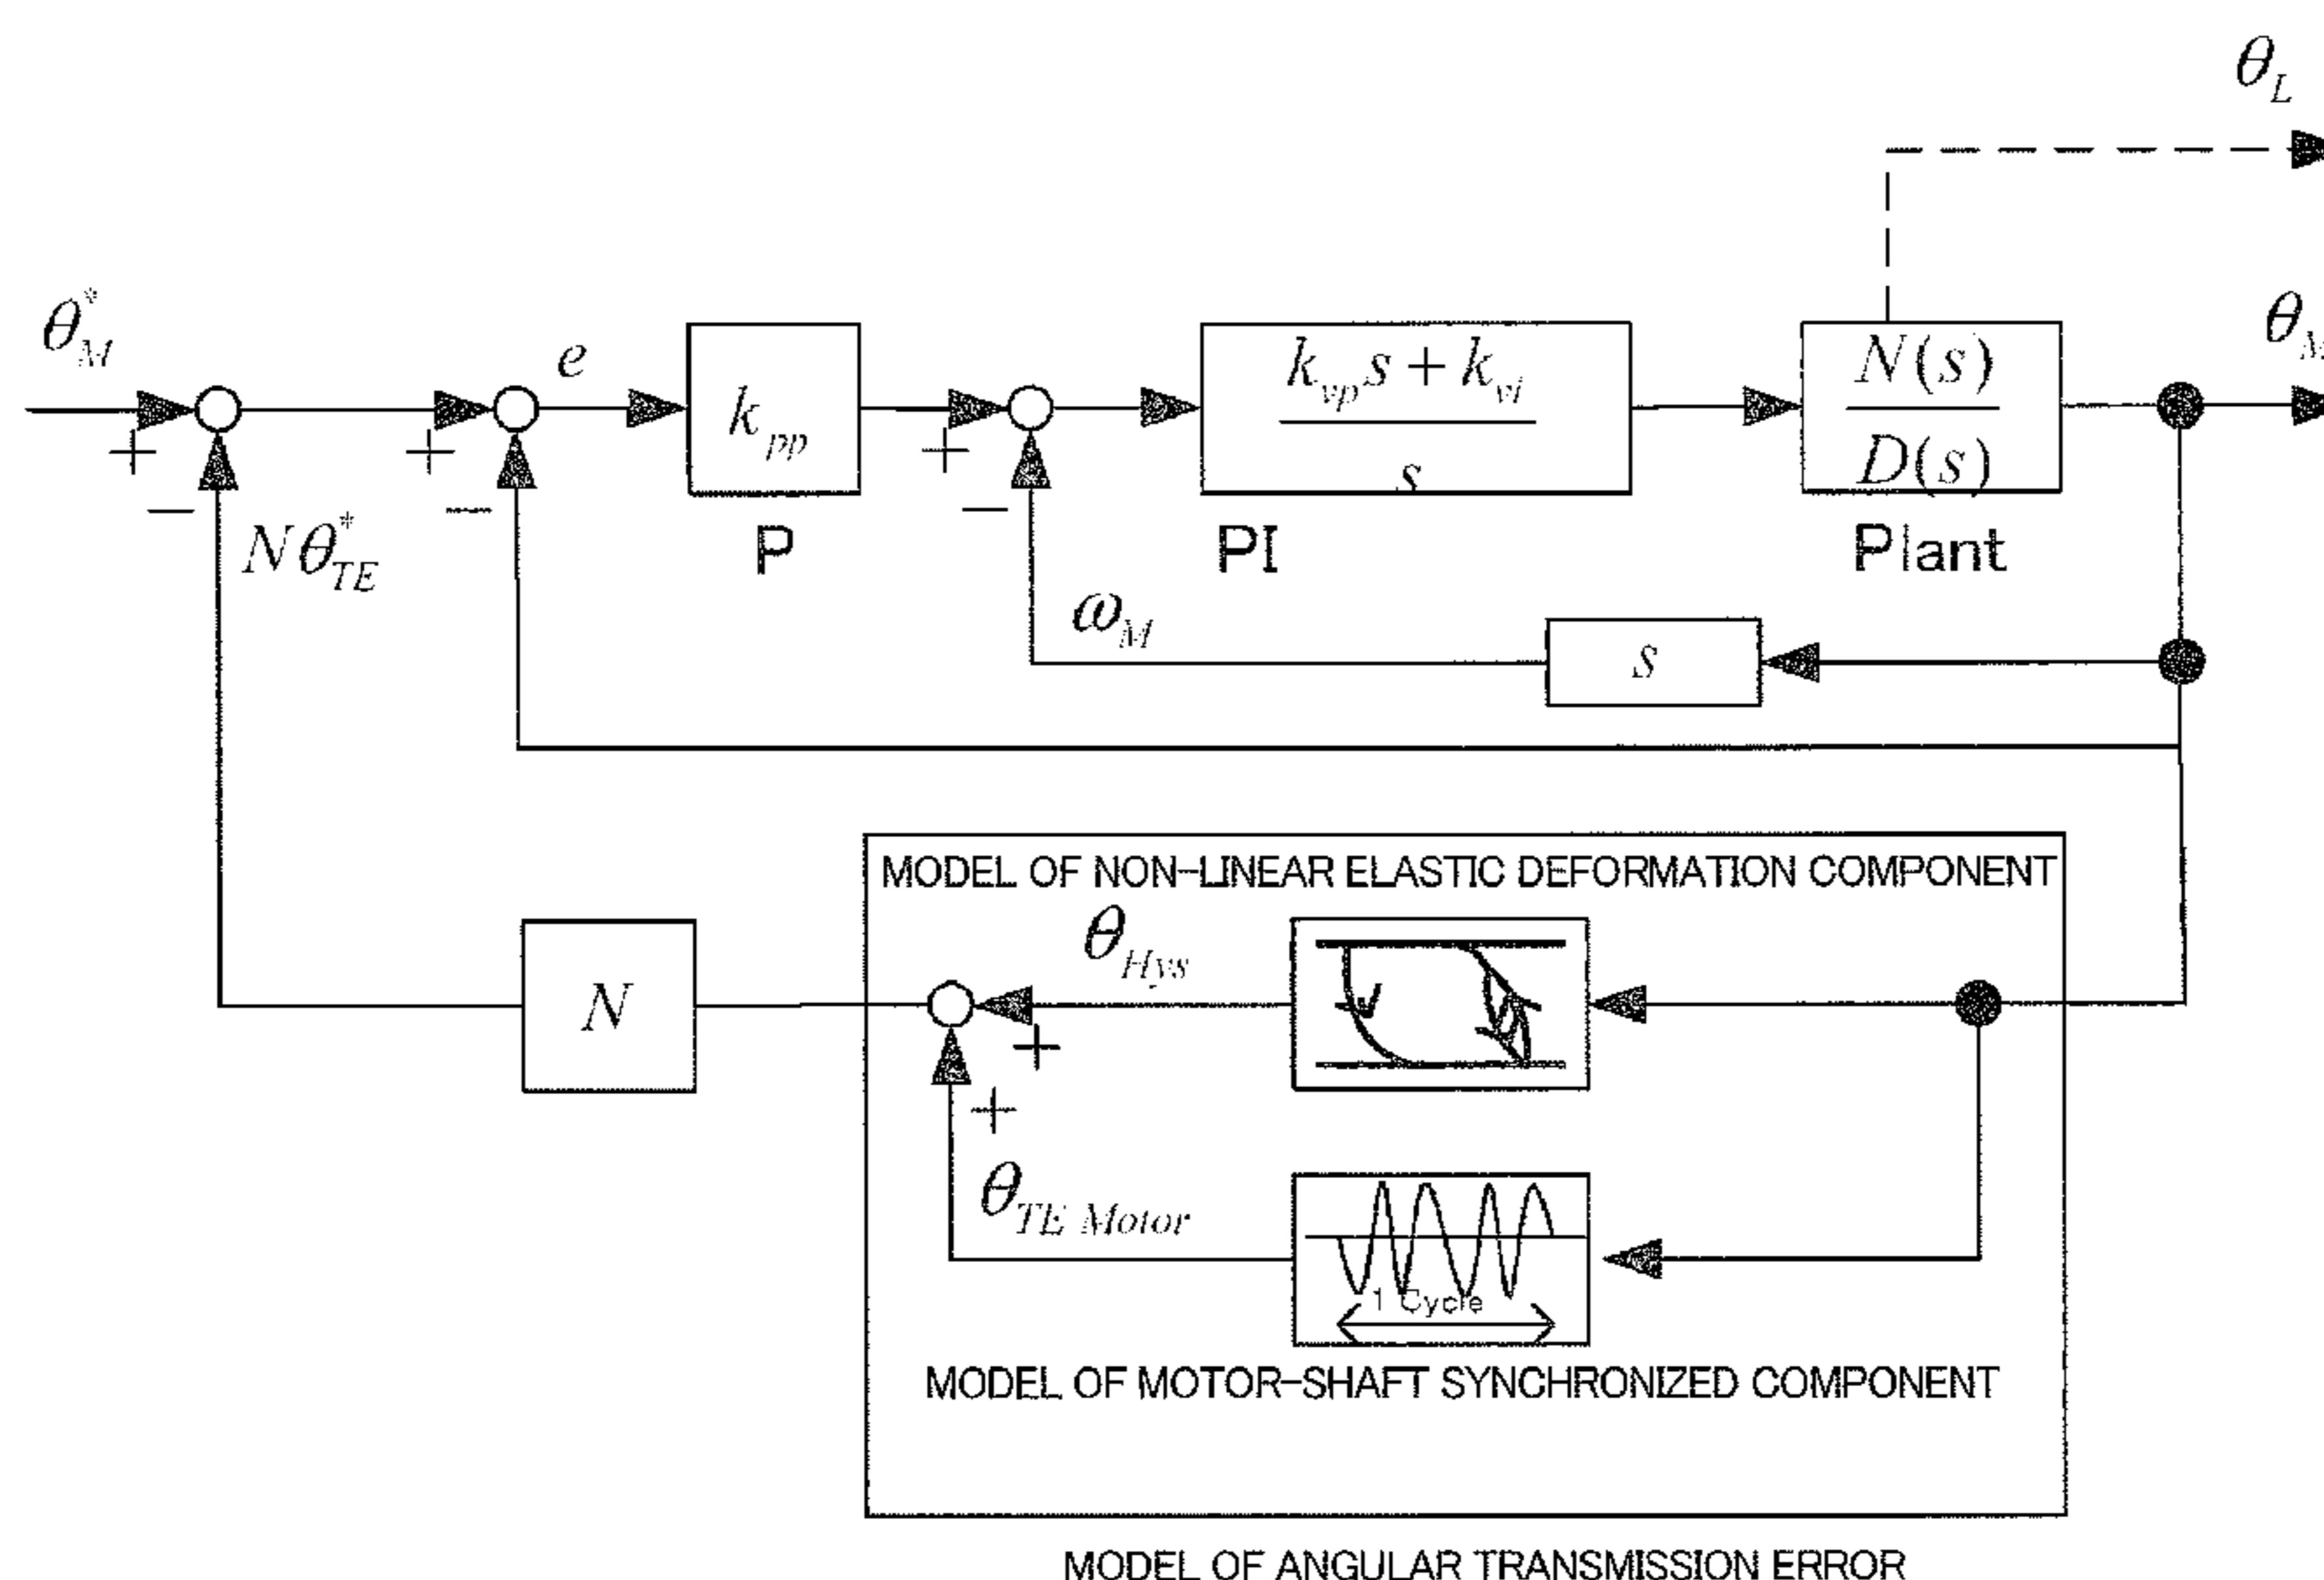 θ_L
θ*_M
e
k_pp
k_vp s + k_vi
s
N(s)
D(s)
θ_M
+
+
+
−
−
−
Nθ*_TE
P
PI
Plant
ω_M
s
MODEL OF NON-LINEAR ELASTIC DEFORMATION COMPONENT
N
θ_Hys
+
+
θ_TE Motor
1 Cycle
MODEL OF MOTOR-SHAFT SYNCHRONIZED COMPONENT
MODEL OF ANGULAR TRANSMISSION ERROR